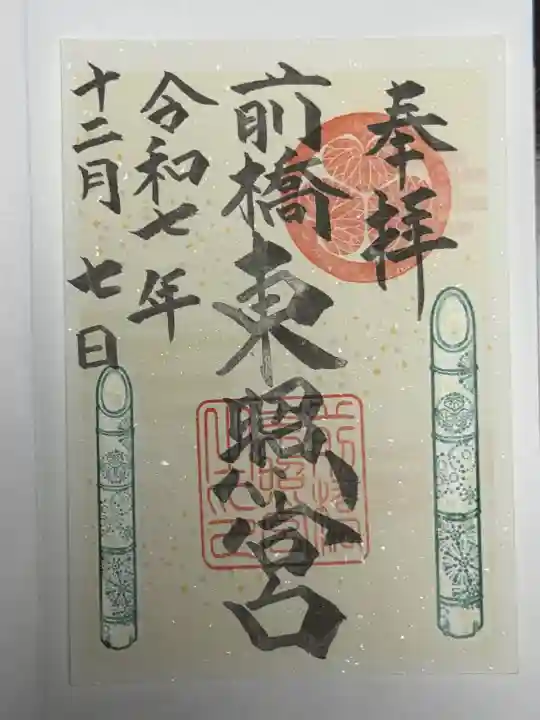 奉拝
前橋東照宮
令和七年
十二月七日